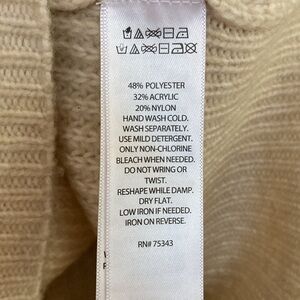 48% POLYESTER
32% ACRYLIC
20% NYLON
HAND WASH COLD.
WASH SEPARATELY.
USE MILD DETERGENT.
ONLY NON-CHLORINE
BLEACH WHEN NEEDED.
DO NOT WRING OR
TWIST.
RESHAPE WHILE DAMP.
DRY FLAT.
LOW IRON IF NEEDED.
IRON ON REVERSE.
RN# 75343